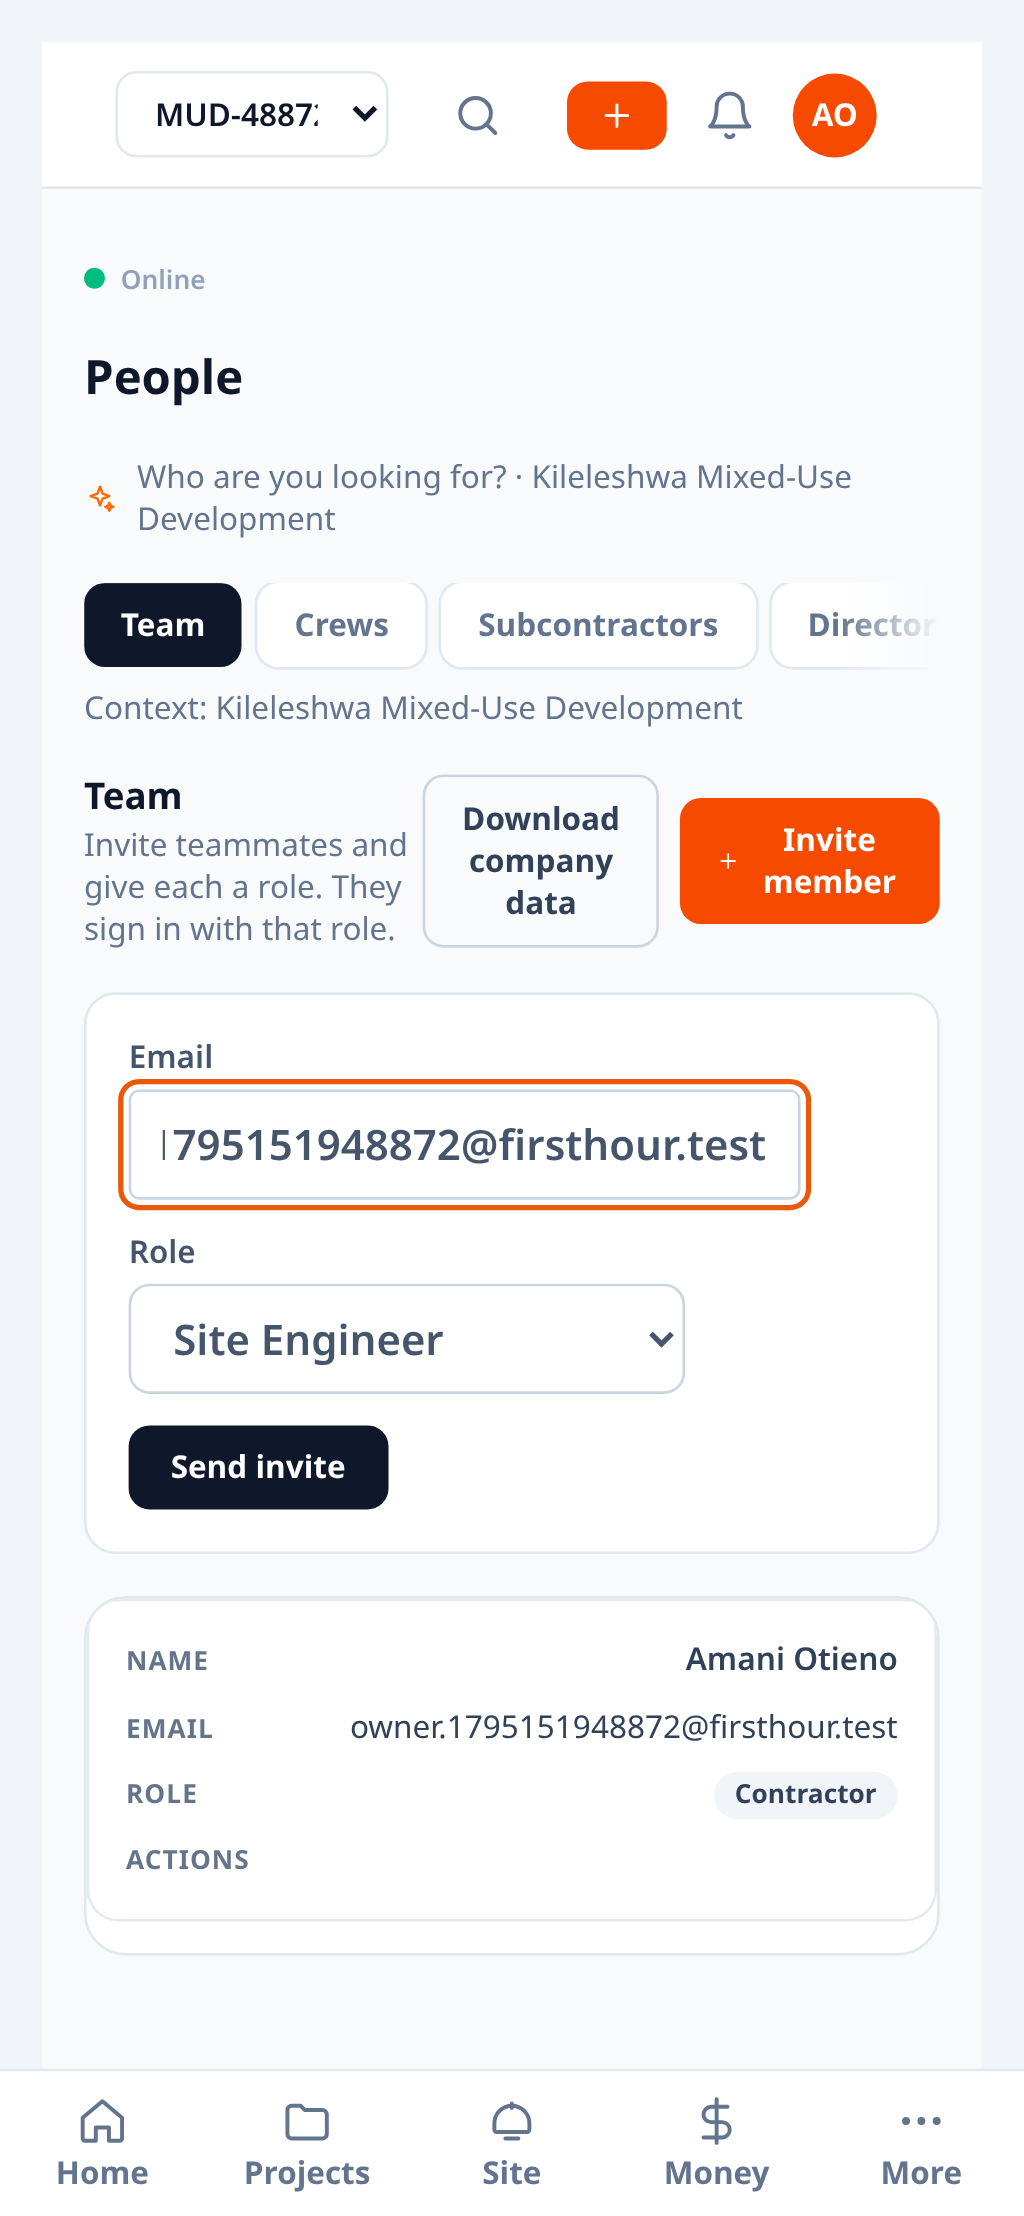 MUD-4887
AO
Online
People
Who are you looking for? · Kileleshwa Mixed-Use
Development
Team
Crews
Subcontractors
Director
Context: Kileleshwa Mixed-Use Development
Team
Invite teammates and
give each a role. They
sign in with that role.
Download
company
data
+ Invite
member
Email
795151948872@firsthour.test
Role
Site Engineer
Send invite
NAME
Amani Otieno
EMAIL
owner.1795151948872@firsthour.test
ROLE
Contractor
ACTIONS
Home
Projects
Site
Money
More